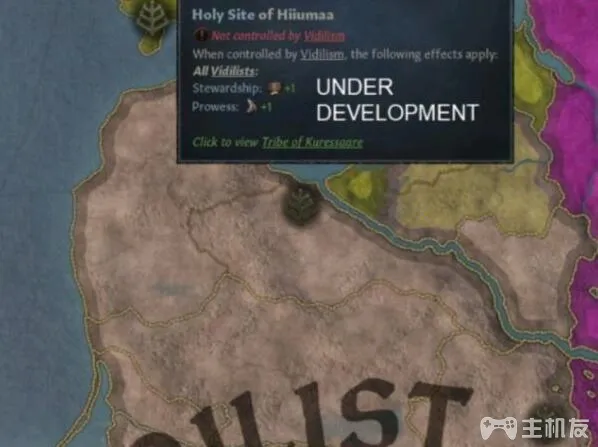 Holy Site of Hiiumaa
Not controlled by Vidilism
When controlled by Vidilism, the following effects apply:
All Vidilists:
Stewardship: +1
Prowess: +1
UNDER
DEVELOPMENT
Click to view Tribe of Kuressaare
主机友